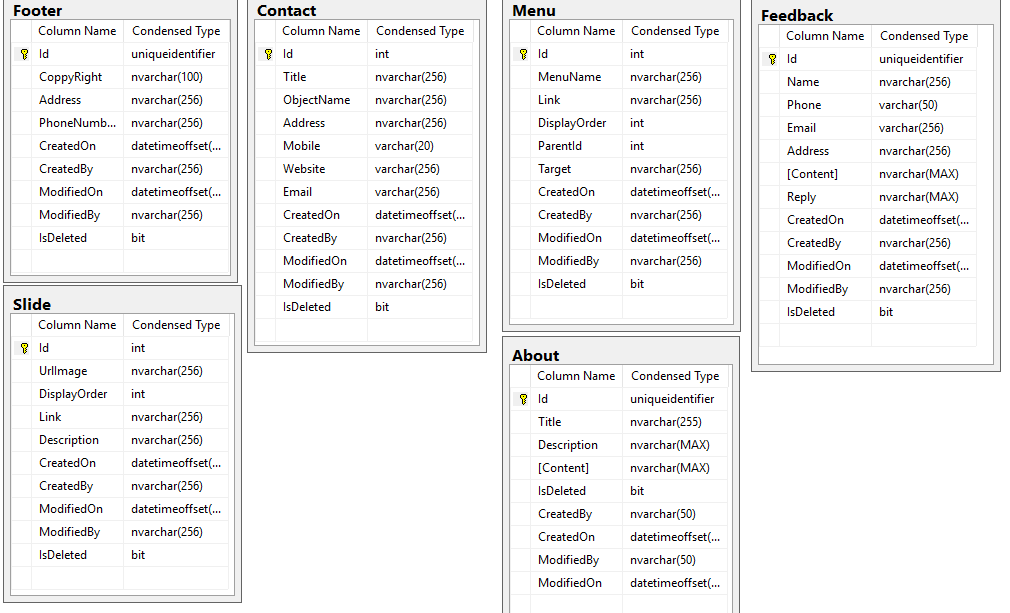 Footer
Column Name Condensed Type
Id uniqueidentifier
CoppyRight nvarchar(100)
Address nvarchar(256)
PhoneNumb... nvarchar(256)
CreatedOn datetimeoffset(...
CreatedBy nvarchar(256)
ModifiedOn datetimeoffset(...
ModifiedBy nvarchar(256)
IsDeleted bit
Slide
Column Name Condensed Type
Id int
UrlImage nvarchar(256)
DisplayOrder int
Link nvarchar(256)
Description nvarchar(256)
CreatedOn datetimeoffset(...
CreatedBy nvarchar(256)
ModifiedOn datetimeoffset(...
ModifiedBy nvarchar(256)
IsDeleted bit
Contact
Column Name Condensed Type
Id int
Title nvarchar(256)
ObjectName nvarchar(256)
Address nvarchar(256)
Mobile varchar(20)
Website varchar(256)
Email varchar(256)
CreatedOn datetimeoffset(...
CreatedBy nvarchar(256)
ModifiedOn datetimeoffset(...
ModifiedBy nvarchar(256)
IsDeleted bit
Menu
Column Name Condensed Type
Id int
MenuName nvarchar(256)
Link nvarchar(256)
DisplayOrder int
ParentId int
Target nvarchar(256)
CreatedOn datetimeoffset(...
CreatedBy nvarchar(256)
ModifiedOn datetimeoffset(...
ModifiedBy nvarchar(256)
IsDeleted bit
About
Column Name Condensed Type
Id uniqueidentifier
Title nvarchar(255)
Description nvarchar(MAX)
[Content] nvarchar(MAX)
IsDeleted bit
CreatedBy nvarchar(50)
CreatedOn datetimeoffset(...
ModifiedBy nvarchar(50)
ModifiedOn datetimeoffset(...
Feedback
Column Name Condensed Type
Id uniqueidentifier
Name nvarchar(256)
Phone varchar(50)
Email varchar(256)
Address nvarchar(256)
[Content] nvarchar(MAX)
Reply nvarchar(MAX)
CreatedOn datetimeoffset(...
CreatedBy nvarchar(256)
ModifiedOn datetimeoffset(...
ModifiedBy nvarchar(256)
IsDeleted bit